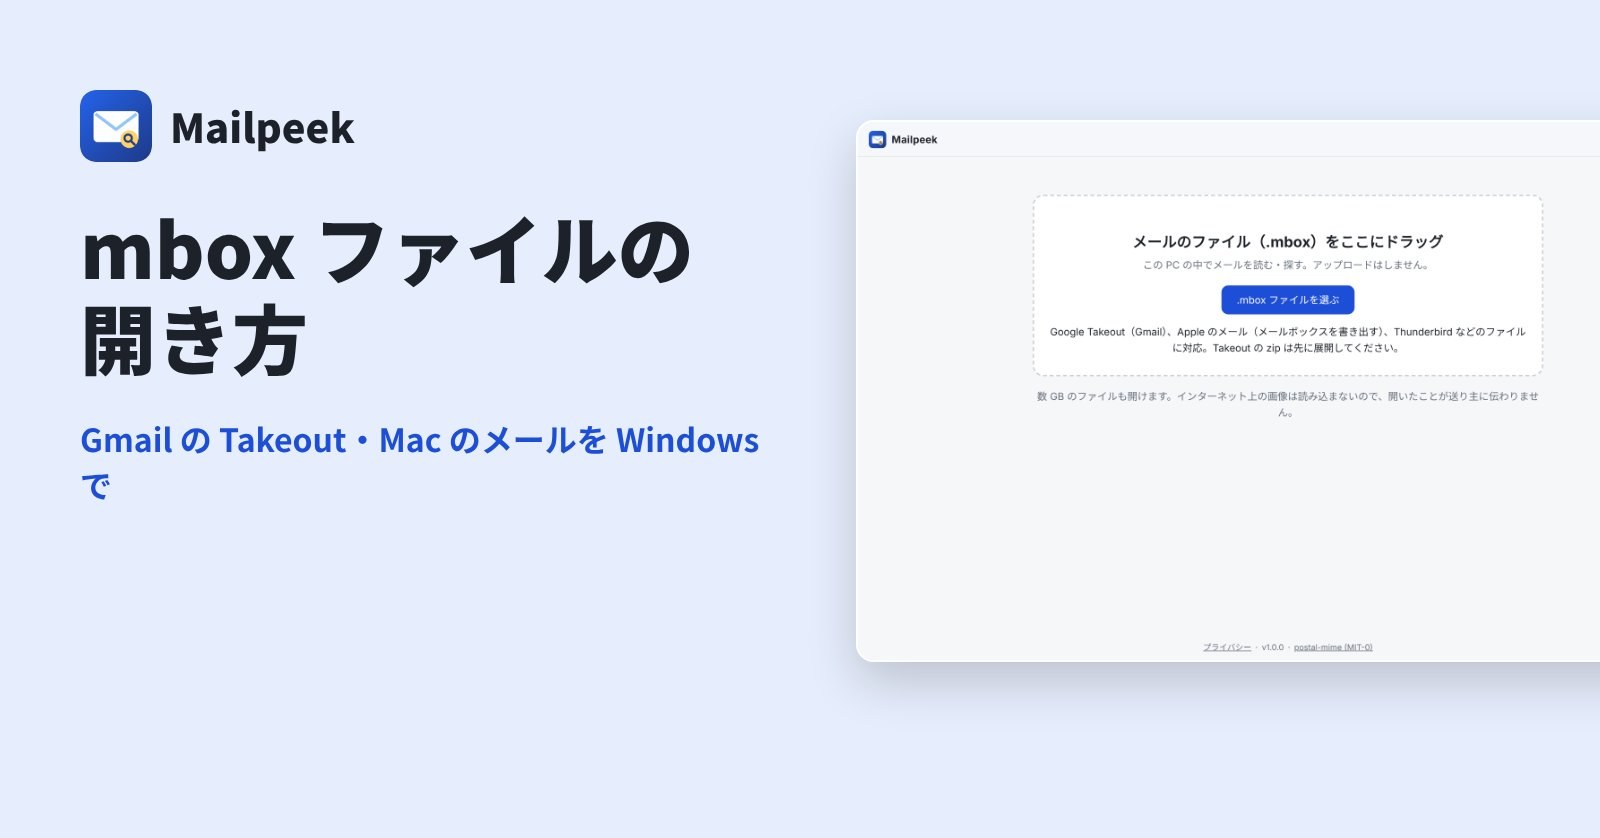 Mailpeek
mbox ファイルの
開き方
Gmail の Takeout・Mac のメールを Windows
で
Mailpeek
メールのファイル（.mbox）をここにドラッグ
この PC の中でメールを読む・探す。アップロードはしません。
.mbox ファイルを選ぶ
Google Takeout（Gmail）、Apple のメール（メールボックスを書き出す）、Thunderbird などのファイル
に対応。Takeout の zip は先に展開してください。
数 GB のファイルも開けます。インターネット上の画像は読み込まないので、開いたことが送り主に伝わりませ
ん。
プライバシー · v1.0.0 · postal-mime (MIT-0)